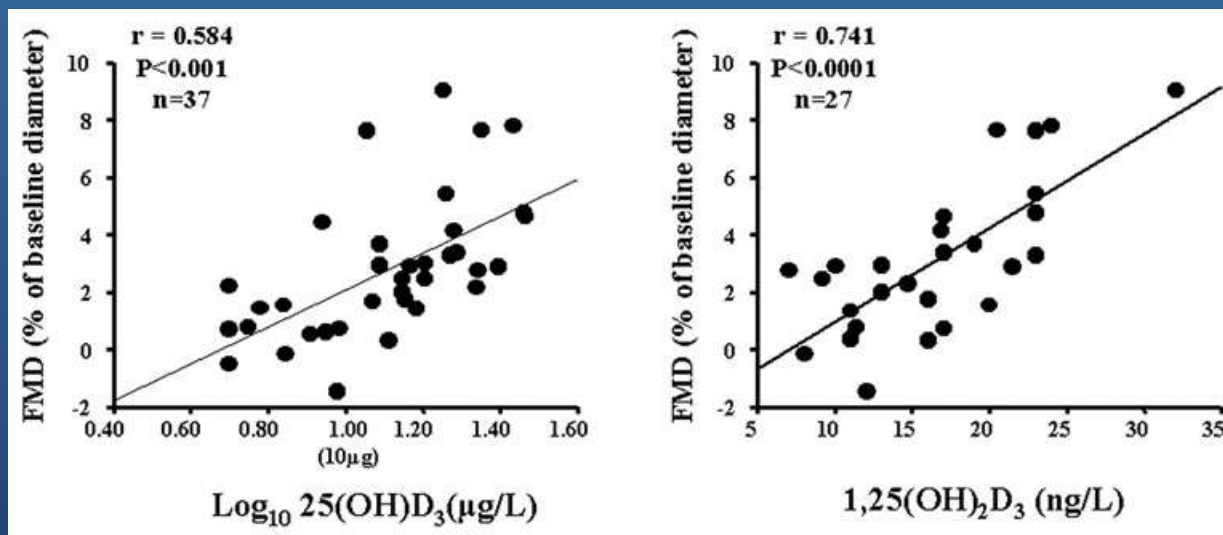 FMD (% of baseline diameter)
r = 0.584
P<0.001
n=37
10
8
6
4
2
0
-2
0.40 0.60 0.80 1.00 1.20 1.40 1.60
(10µg)
Log₁₀ 25(OH)D₃(µg/L)
FMD (% of baseline diameter)
r = 0.741
P<0.0001
n=27
10
8
6
4
2
0
-2
5 10 15 20 25 30 35
1,25(OH)₂D₃ (ng/L)